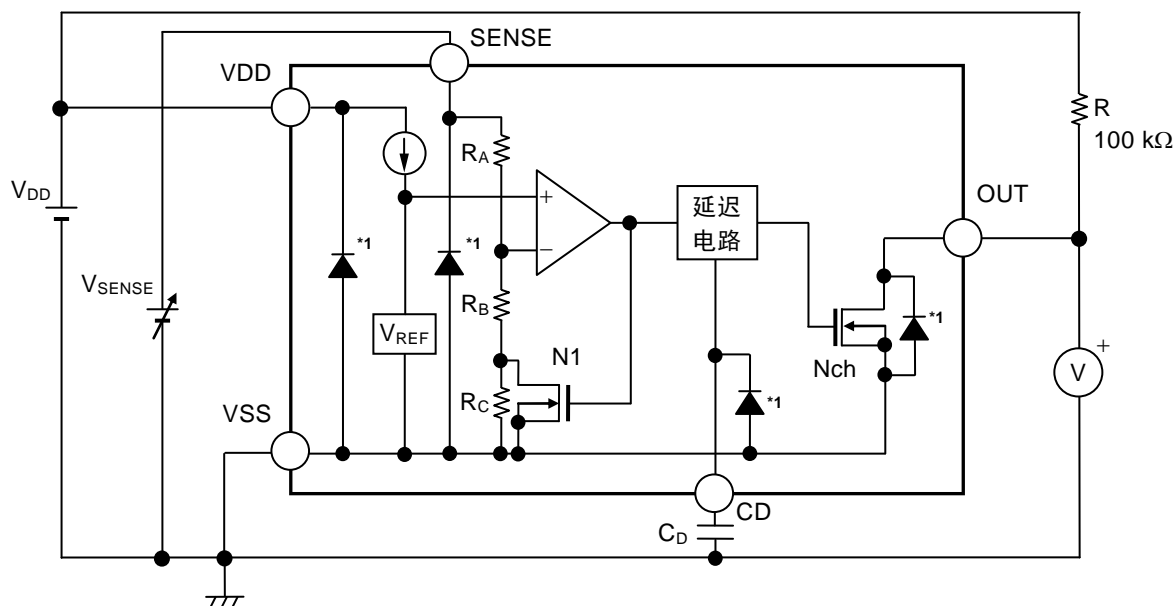 SENSE
VDD
R
100 kΩ
RA
VDD
OUT
+
延迟
电路
*1
*1
−
*1
VSENSE
RB
VREF
N1
Nch
+
V
VSS
RC
*1
CD
CD